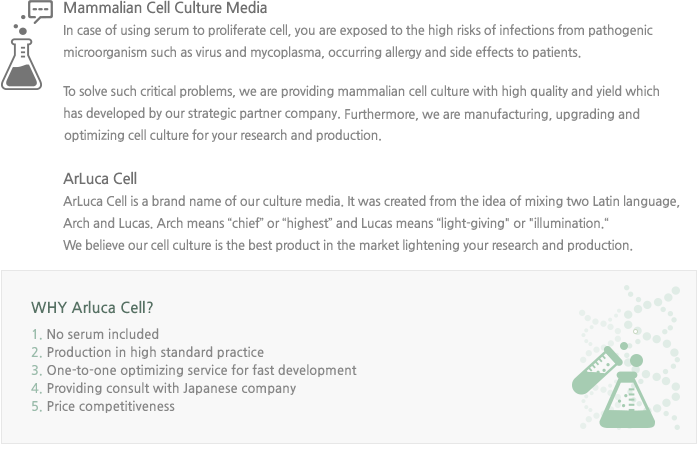 Mammalian Cell Culture Media
In case of using serum to proliferate cell, you are exposed to the high risks of infections from pathogenic
microorganism such as virus and mycoplasma, occurring allergy and side effects to patients.
To solve such critical problems, we are providing mammalian cell culture with high quality and yield which
has developed by our strategic partner company. Furthermore, we are manufacturing, upgrading and
optimizing cell culture for your research and production.
ArLuca Cell
ArLuca Cell is a brand name of our culture media. It was created from the idea of mixing two Latin language,
Arch and Lucas. Arch means “chief” or “highest” and Lucas means “light-giving" or "illumination."
We believe our cell culture is the best product in the market lightening your research and production.
WHY Arluca Cell?
1. No serum included
2. Production in high standard practice
3. One-to-one optimizing service for fast development
4. Providing consult with Japanese company
5. Price competitiveness